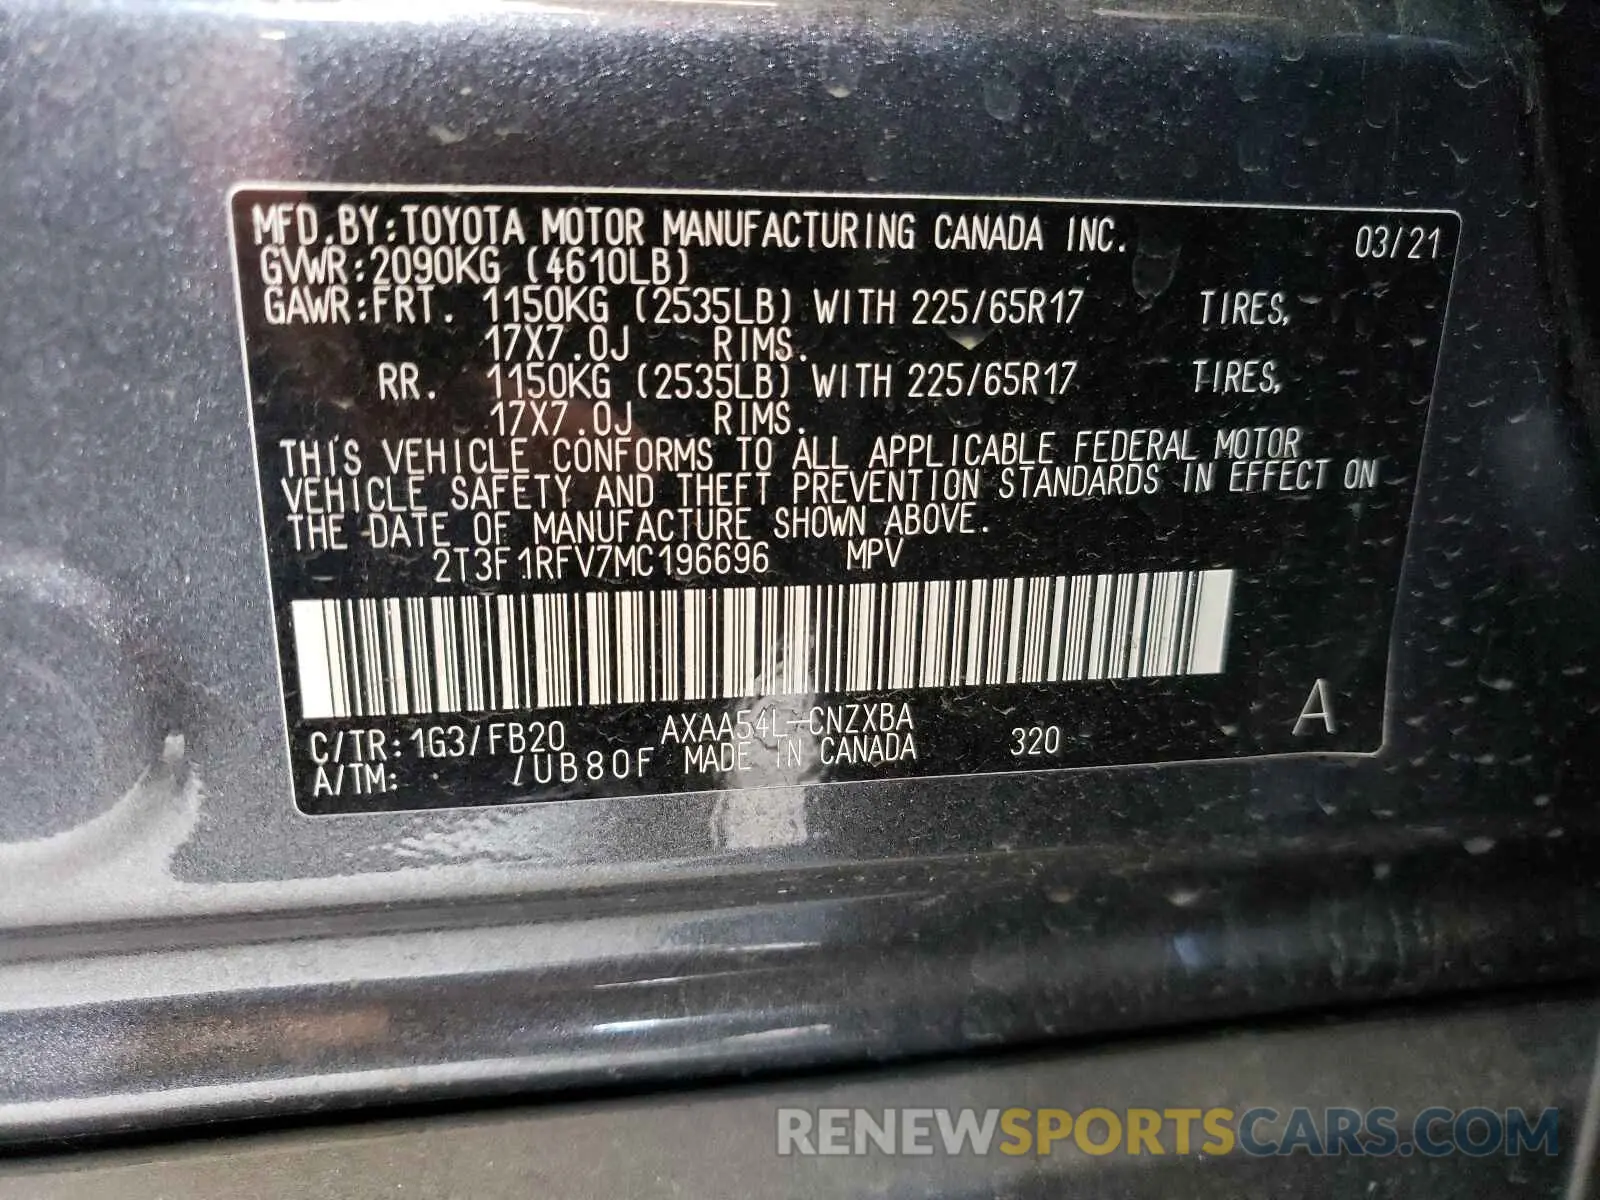 MFD.BY:TOYOTA MOTOR MANUFACTURING CANADA INC. 03/21
GVWR:2090KG (4610LB)
GAWR:FRT. 1150KG (2535LB) WITH 225/65R17 TIRES,
17X7.0J RIMS.
RR. 1150KG (2535LB) WITH 225/65R17 TIRES,
17X7.0J RIMS.
THIS VEHICLE CONFORMS TO ALL APPLICABLE FEDERAL MOTOR
VEHICLE SAFETY AND THEFT PREVENTION STANDARDS IN EFFECT ON
THE DATE OF MANUFACTURE SHOWN ABOVE.
2T3F1RFV7MC196696 MPV
C/TR:1G3/FB20 AXAA54L-CNZXBA 320 A
A/TM: /UB80F MADE IN CANADA
RENEWSPORTSCARS.COM